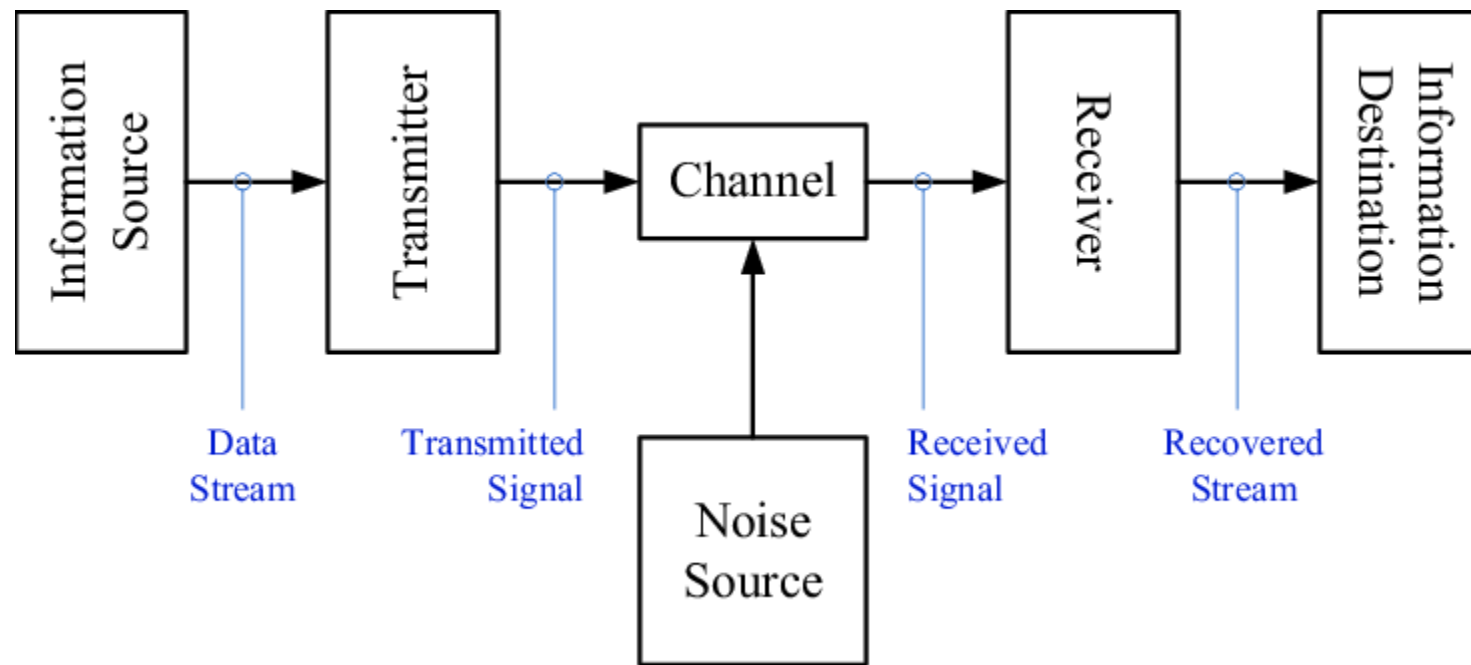 Information
Source
Transmitter
Channel
Receiver
Information
Destination
Data
Stream
Transmitted
Signal
Received
Signal
Recovered
Stream
Noise
Source